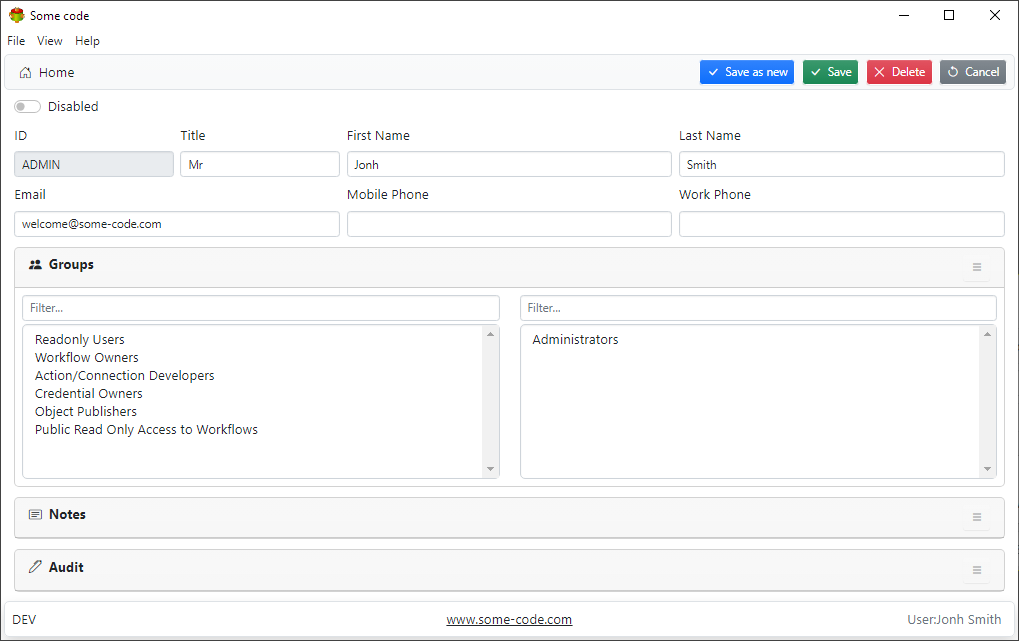 Some code
File View Help
Home Save as new Save Delete Cancel
Disabled
ID Title First Name Last Name
ADMIN Mr Jonh Smith
Email Mobile Phone Work Phone
welcome@some-code.com
Groups
Filter... Filter...
Readonly Users Administrators
Workflow Owners
Action/Connection Developers
Credential Owners
Object Publishers
Public Read Only Access to Workflows
Notes
Audit
DEV www.some-code.com User:Jonh Smith